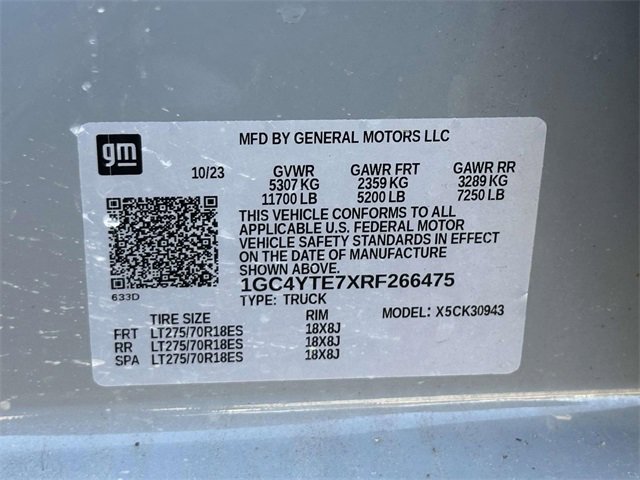 gm
MFD BY GENERAL MOTORS LLC
10/23 GVWR GAWR FRT GAWR RR
5307 KG 2359 KG 3289 KG
11700 LB 5200 LB 7250 LB
THIS VEHICLE CONFORMS TO ALL
APPLICABLE U.S. FEDERAL MOTOR
VEHICLE SAFETY STANDARDS IN EFFECT
ON THE DATE OF MANUFACTURE
SHOWN ABOVE.
633D 1GC4YTE7XRF266475
TYPE: TRUCK MODEL: X5CK30943
TIRE SIZE RIM
FRT LT275/70R18ES 18X8J
RR LT275/70R18ES 18X8J
SPA LT275/70R18ES 18X8J